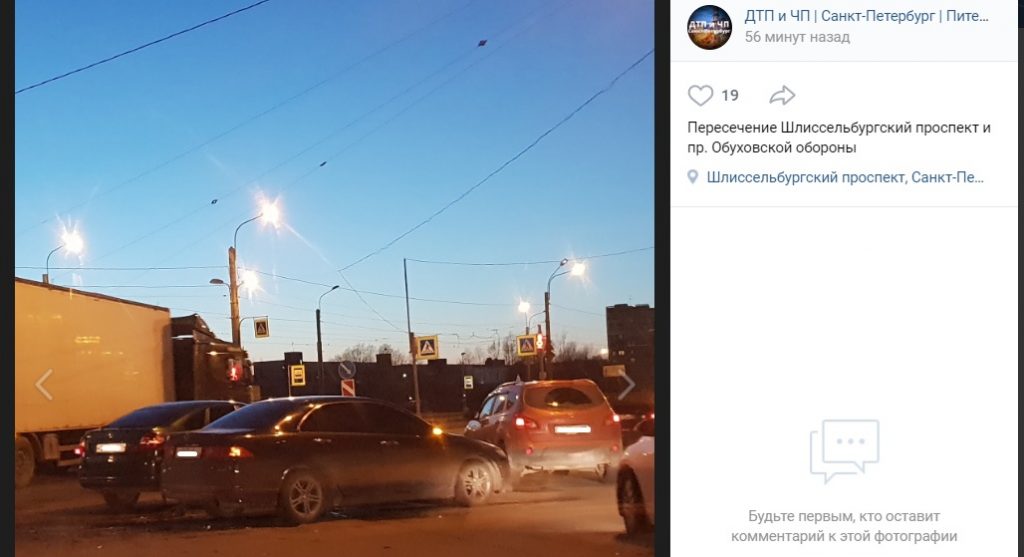 ДТП и ЧП | Санкт-Петербург | Пите...
56 минут назад
19
Пересечение Шлиссельбургский проспект и
пр. Обуховской обороны
Шлиссельбургский проспект, Санкт-Пе...
Будьте первым, кто оставит
комментарий к этой фотографии